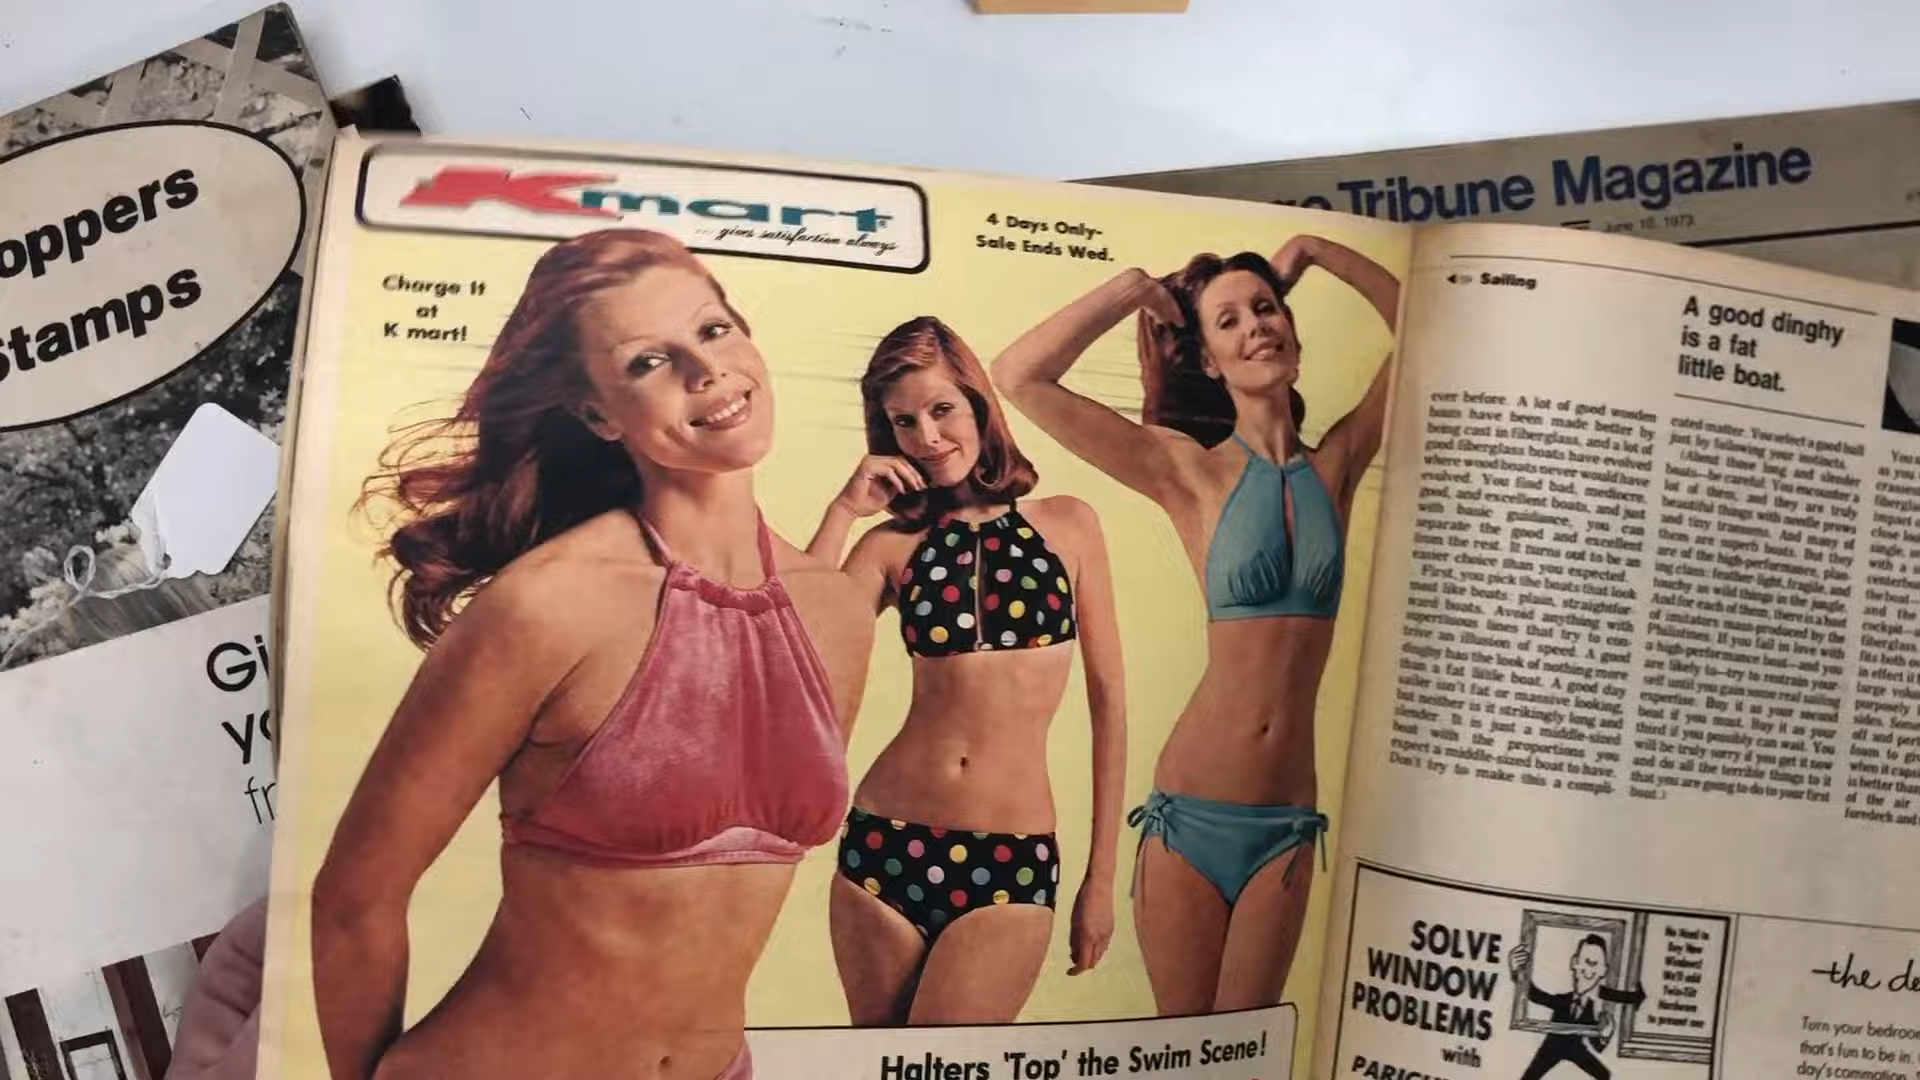 oppers
Stamps
Gi
yo
fr
Kmart
... gives satisfaction always
Charge It
at
K mart!
4 Days Only-
Sale Ends Wed.
Halters 'Top' the Swim Scene!
Tribune Magazine
June 10, 1973
Sailing
A good dinghy
is a fat
little boat.
ever before. A lot of good wooden
boats have been made better by
being cast in fiberglass, and a lot of
good fiberglass boats have evolved
where wood boats never would have
evolved. You find bad, mediocre,
good, and excellent boats, and just
with basic guidance, you can
separate the good and excellent
from the rest. It turns out to be an
easier choice than you expected.
First, you pick the boats that look
most like boats: plain, straightfor
ward boats. Avoid anything with
superfluous lines that try to con-
trive an illusion of speed. A good
dinghy has the look of nothing more
than a fat little boat. A good day
sailer isn't fat or massive looking,
but neither is it strikingly long and
slender. It is just a middle-sized
boat with the proportions you
expect a middle-sized boat to have.
Don't try to make this a compli-
cated matter. You select a good hull
just by following your instincts.
(About those long and slender
boats—be careful. You encounter a
lot of them, and they are truly
beautiful things with needle prows
and tiny transoms. And many of
them are superb boats. But they
are of the high-performance, plan-
ing class: feather-light, fragile, and
touchy as wild things in the jungle.
And for each of them, there is a host
of imitators mass-produced by the
Philistines. If you fall in love with
a high-performance boat—and you
are likely to—try to restrain your-
self until you gain some real sailing
expertise. Buy it as your second
boat if you must. Buy it as your
third if you possibly can wait. You
will be truly sorry if you get it now
and do all the terrible things to it
that you are going to do to your first
boat.)
SOLVE
WINDOW
PROBLEMS
with
No Need to
Buy New
Windows!
We'll add
Twin-Tilt
Hardware
to present one
the de
Turn your bedroo
that's fun to be in.
day's commotion.